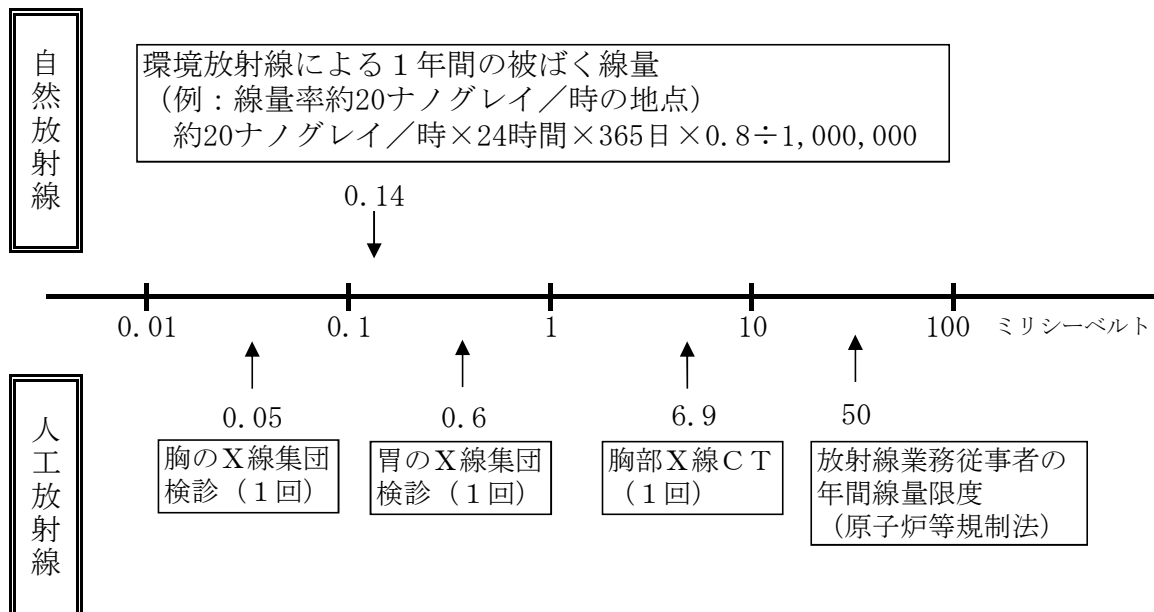 自然放射線
環境放射線による１年間の被ばく線量
（例：線量率約20ナノグレイ／時の地点）
約20ナノグレイ／時×24時間×365日×0.8÷1,000,000
0.14
0.01
0.1
1
10
100
ミリシーベルト
人工放射線
0.05
0.6
6.9
50
胸のＸ線集団
検診（１回）
胃のＸ線集団
検診（１回）
胸部Ｘ線ＣＴ
（１回）
放射線業務従事者の
年間線量限度
（原子炉等規制法）